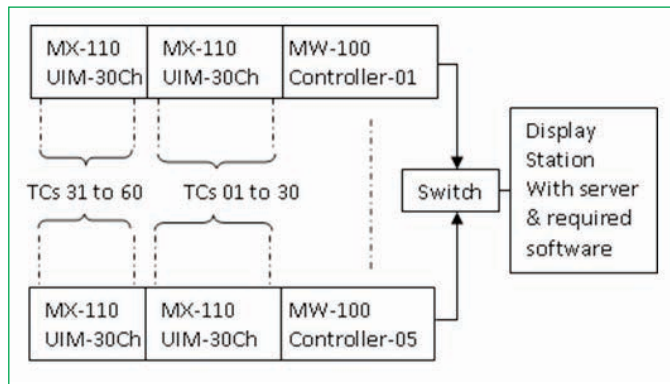 MX-110
UIM-30Ch
MX-110
UIM-30Ch
MW-100
Controller-01
TCs 31 to 60
TCs 01 to 30
Switch
Display
Station
With server
& required
software
MX-110
UIM-30Ch
MX-110
UIM-30Ch
MW-100
Controller-05